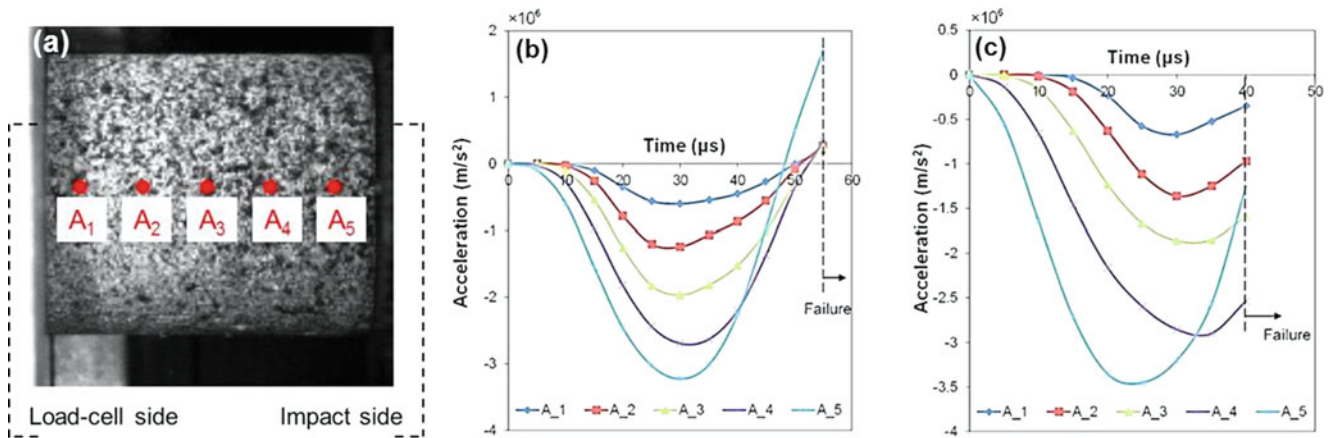 (a)
A1 A2 A3 A4 A5
Load-cell side Impact side
×10⁶
(b)
2
1
0
-1
-2
-3
-4
Acceleration (m/s²)
Time (µs)
0 10 20 30 40 50 60
Failure
A_1 A_2 A_3 A_4 A_5
×10⁶
(c)
0.5
0
-0.5
-1
-1.5
-2
-2.5
-3
-3.5
-4
Acceleration (m/s²)
Time (µs)
0 10 20 30 40 50
Failure
A_1 A_2 A_3 A_4 A_5